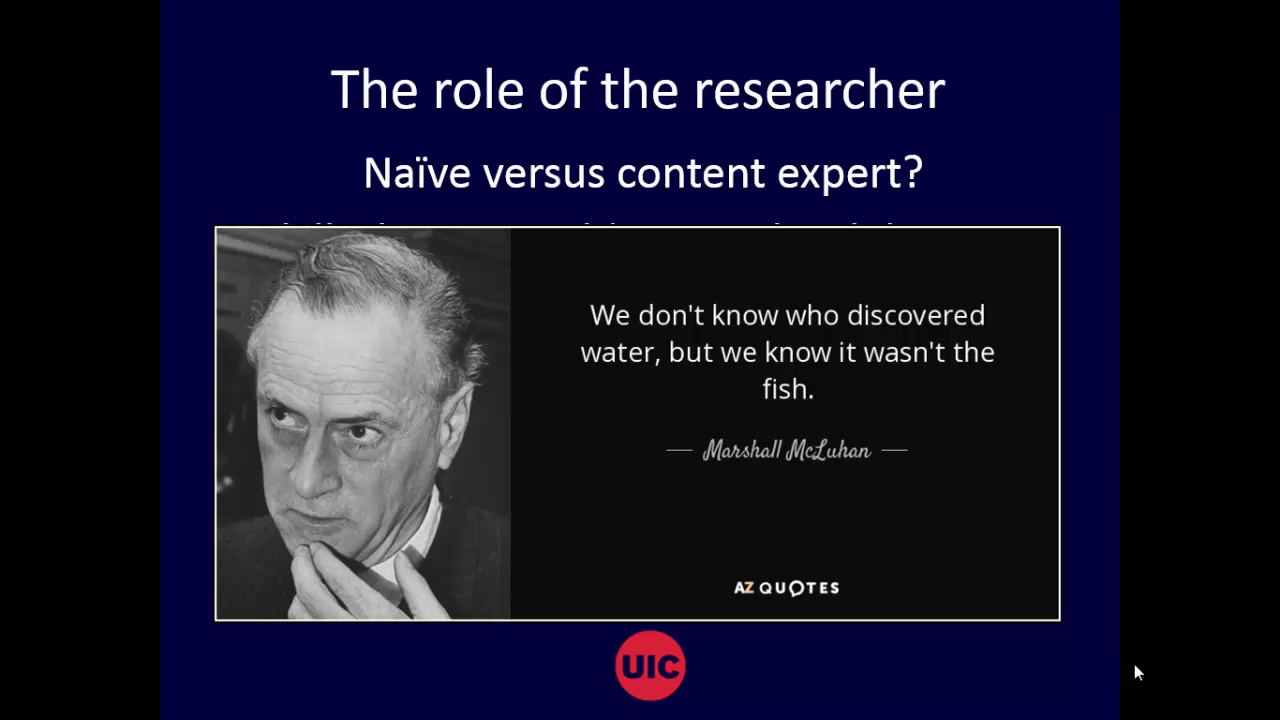 The role of the researcher
Naïve versus content expert?
We don't know who discovered
water, but we know it wasn't the
fish.
Marshall McLuhan
AZ QUOTES
UIC